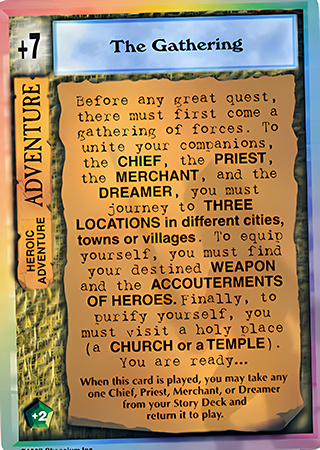 +7
The Gathering
HEROIC
ADVENTURE
ADVENTURE
Before any great quest,
there must first come a
gathering of forces. To
unite your companions,
the CHIEF, the PRIEST,
the MERCHANT, and the
DREAMER, you must
journey to THREE
LOCATIONS in different cities,
towns or villages. To equip
yourself, you must find
your destined WEAPON
and the ACCOUTERMENTS
OF HEROES. Finally, to
purify yourself, you
must visit a holy place
(a CHURCH or a TEMPLE).
You are ready...
When this card is played, you may take any
one Chief, Priest, Merchant, or Dreamer
from your Story Deck and
return it to play.
+2